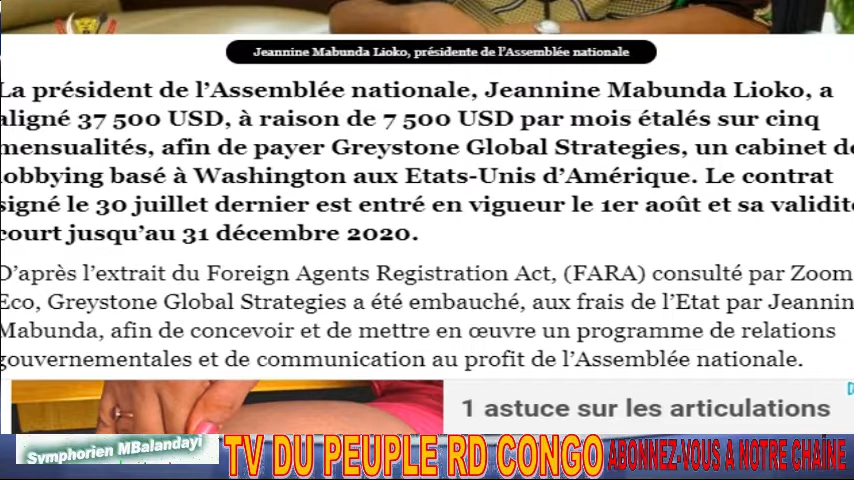 Jeannine Mabunda Lioko, présidente de l'Assemblée nationale
La président de l'Assemblée nationale, Jeannine Mabunda Lioko, a
aligné 37 500 USD, à raison de 7 500 USD par mois étalés sur cinq
mensualités, afin de payer Greystone Global Strategies, un cabinet de
lobbying basé à Washington aux Etats-Unis d'Amérique. Le contrat
signé le 30 juillet dernier est entré en vigueur le 1er août et sa validité
court jusqu'au 31 décembre 2020.
D'après l'extrait du Foreign Agents Registration Act, (FARA) consulté par Zoom
Eco, Greystone Global Strategies a été embauché, aux frais de l'Etat par Jeannin
Mabunda, afin de concevoir et de mettre en œuvre un programme de relations
gouvernementales et de communication au profit de l'Assemblée nationale.
1 astuce sur les articulations
Symphorien MBalandayi
TV DU PEUPLE RD CONGO
ABONNEZ-VOUS A NOTRE CHAÎNE